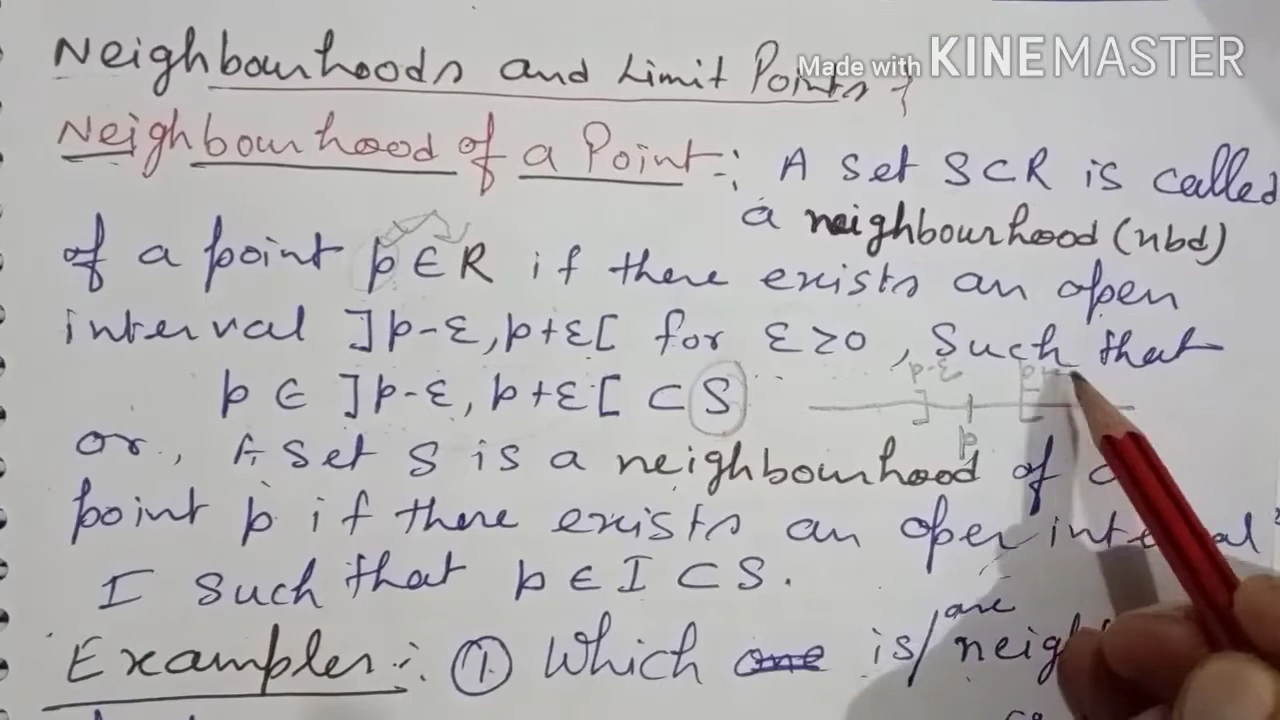 Neighbourhoods and Limit Points :
Made with KINEMASTER
Neighbourhood of a Point :- A set S⊂R is called
a neighbourhood (nbd)
of a point p∈R if there exists an open
interval ]p-ε, p+ε[ for ε>0, such that
p-ε
p ∈ ]p-ε, p+ε[ ⊂ S
p
or, A set S is a neighbourhood of
point p if there exists an open
I such that p∈I⊂S.
are
Examples :- ① Which one is/